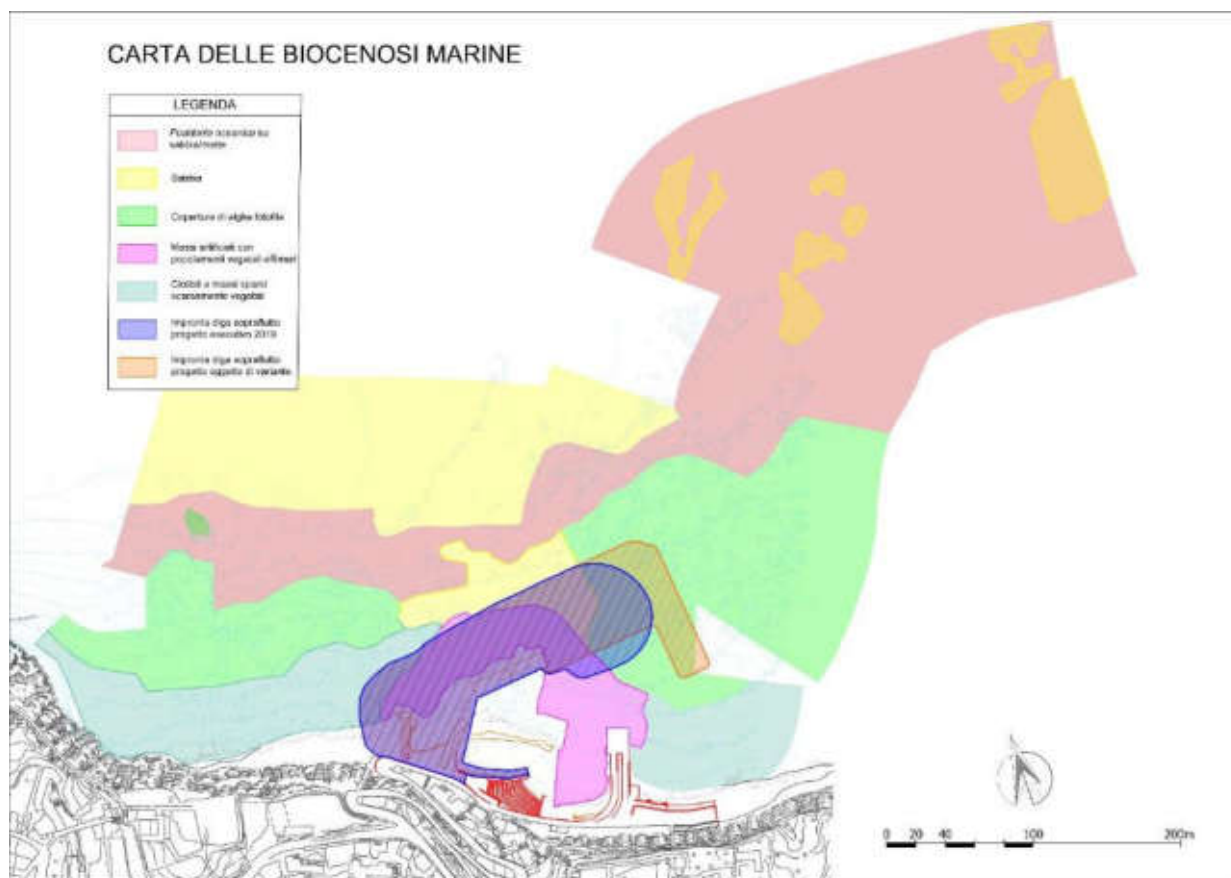 CARTA DELLE BIOCENOSI MARINE
LEGENDA
Posidonia oceanica su
sabbia/matte
Sabbia
Copertura di alghe fotofile
Massi artificiali con
popolamenti vegetali effimeri
Ciottoli e massi sparsi
scarsamente vegetati
Impronta diga sopraflutto
progetto esecutivo 2019
Impronta diga sopraflutto
progetto oggetto di variante
0 20 40 100 200m